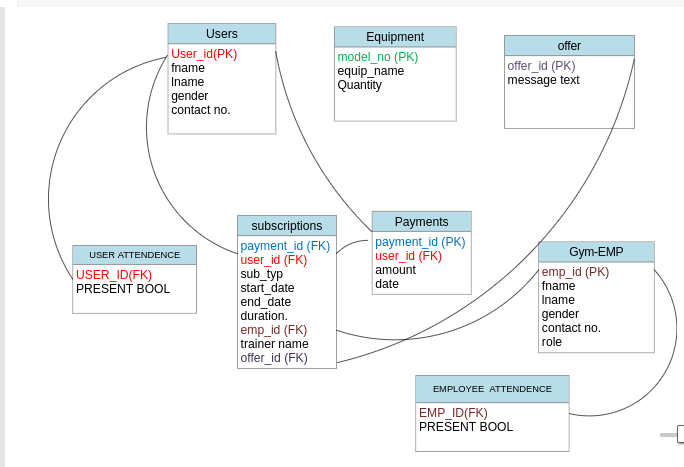 Users
User_id(PK)
fname
lname
gender
contact no.
Equipment
model_no (PK)
equip_name
Quantity
offer
offer_id (PK)
message text
subscriptions
payment_id (FK)
user_id (FK)
sub_typ
start_date
end_date
duration.
emp_id (FK)
trainer name
offer_id (FK)
Payments
payment_id (PK)
user_id (FK)
amount
date
Gym-EMP
emp_id (PK)
fname
lname
gender
contact no.
role
USER ATTENDENCE
USER_ID(FK)
PRESENT BOOL
EMPLOYEE ATTENDENCE
EMP_ID(FK)
PRESENT BOOL